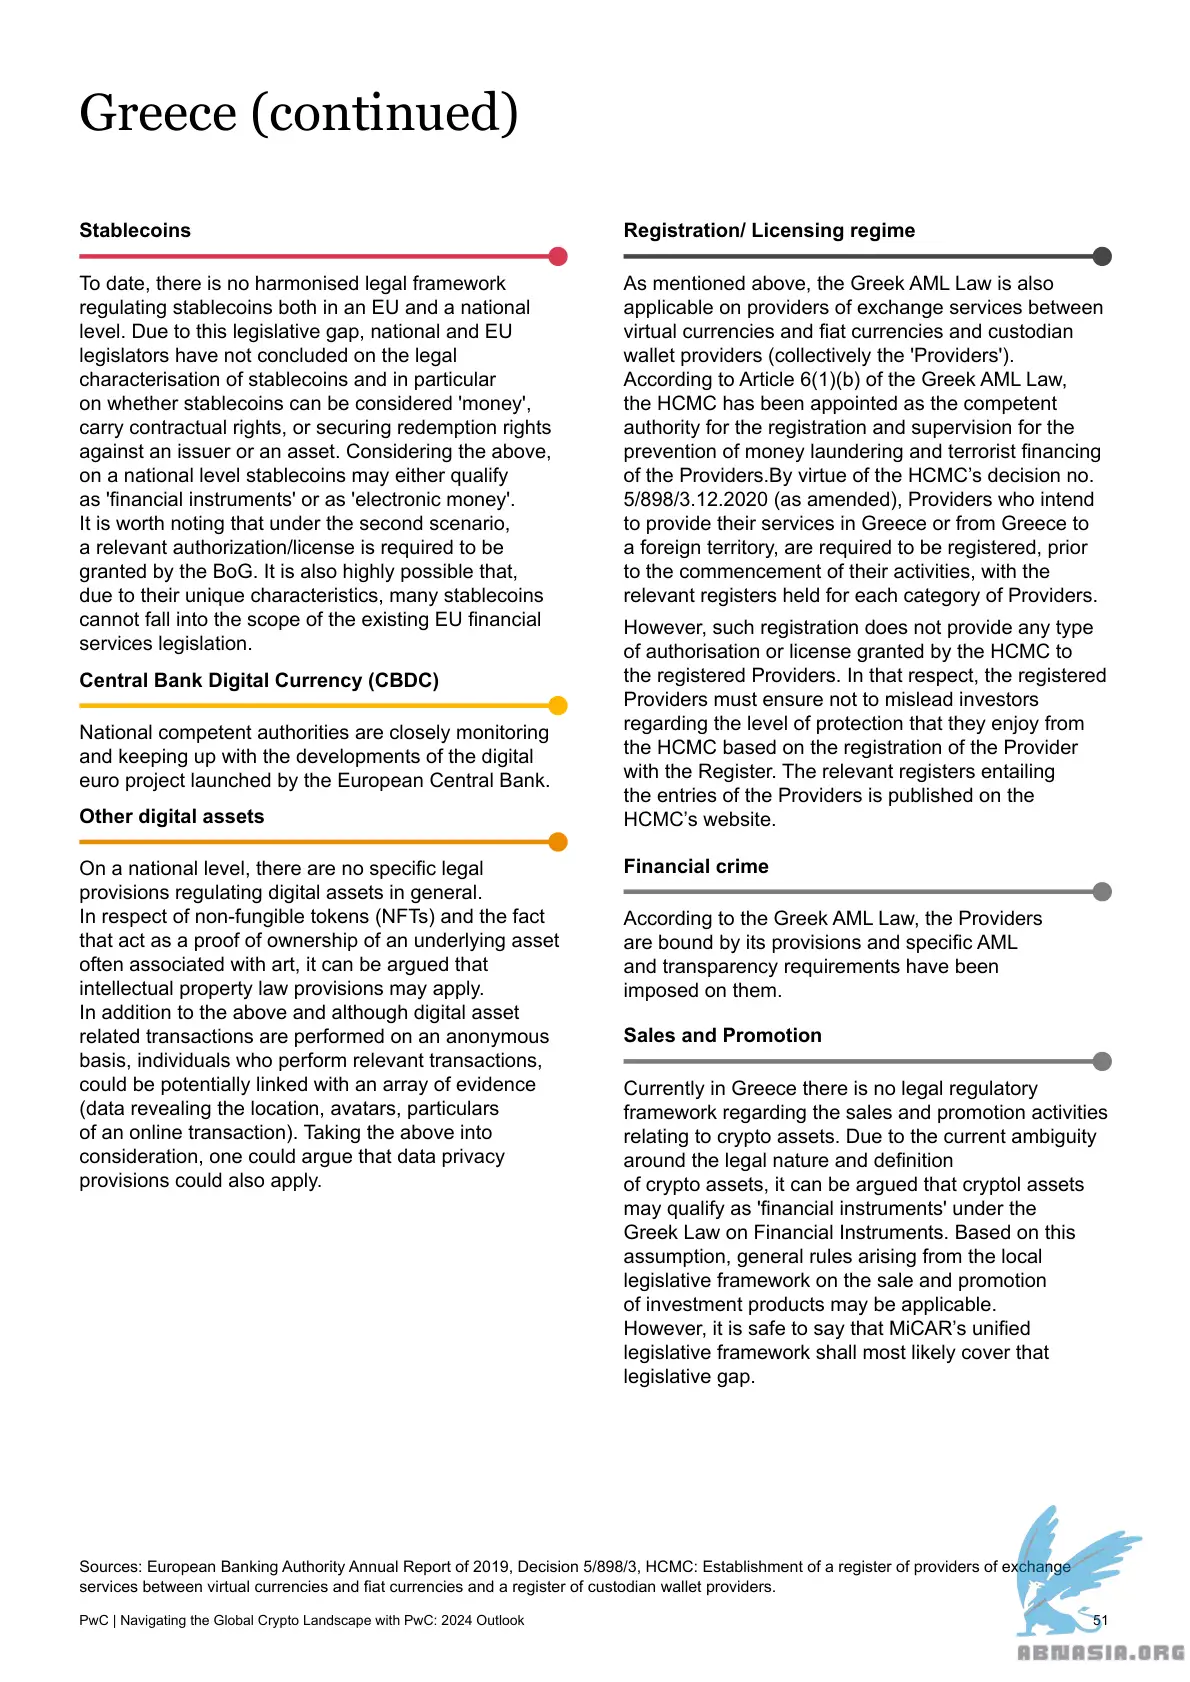 Greece (continued)
Stablecoins
To date, there is no harmonised legal framework
regulating stablecoins both in an EU and a national
level. Due to this legislative gap, national and EU
legislators have not concluded on the legal
characterisation of stablecoins and in particular
on whether stablecoins can be considered 'money',
carry contractual rights, or securing redemption rights
against an issuer or an asset. Considering the above,
on a national level stablecoins may either qualify
as 'financial instruments' or as 'electronic money'.
It is worth noting that under the second scenario,
a relevant authorization/license is required to be
granted by the BoG. It is also highly possible that,
due to their unique characteristics, many stablecoins
cannot fall into the scope of the existing EU financial
services legislation.
Central Bank Digital Currency (CBDC)
National competent authorities are closely monitoring
and keeping up with the developments of the digital
euro project launched by the European Central Bank.
Other digital assets
On a national level, there are no specific legal
provisions regulating digital assets in general.
In respect of non-fungible tokens (NFTs) and the fact
that act as a proof of ownership of an underlying asset
often associated with art, it can be argued that
intellectual property law provisions may apply.
In addition to the above and although digital asset
related transactions are performed on an anonymous
basis, individuals who perform relevant transactions,
could be potentially linked with an array of evidence
(data revealing the location, avatars, particulars
of an online transaction). Taking the above into
consideration, one could argue that data privacy
provisions could also apply.
Registration/ Licensing regime
As mentioned above, the Greek AML Law is also
applicable on providers of exchange services between
virtual currencies and fiat currencies and custodian
wallet providers (collectively the 'Providers').
According to Article 6(1)(b) of the Greek AML Law,
the HCMC has been appointed as the competent
authority for the registration and supervision for the
prevention of money laundering and terrorist financing
of the Providers.By virtue of the HCMC’s decision no.
5/898/3.12.2020 (as amended), Providers who intend
to provide their services in Greece or from Greece to
a foreign territory, are required to be registered, prior
to the commencement of their activities, with the
relevant registers held for each category of Providers.
However, such registration does not provide any type
of authorisation or license granted by the HCMC to
the registered Providers. In that respect, the registered
Providers must ensure not to mislead investors
regarding the level of protection that they enjoy from
the HCMC based on the registration of the Provider
with the Register. The relevant registers entailing
the entries of the Providers is published on the
HCMC’s website.
Financial crime
According to the Greek AML Law, the Providers
are bound by its provisions and specific AML
and transparency requirements have been
imposed on them.
Sales and Promotion
Currently in Greece there is no legal regulatory
framework regarding the sales and promotion activities
relating to crypto assets. Due to the current ambiguity
around the legal nature and definition
of crypto assets, it can be argued that cryptol assets
may qualify as 'financial instruments' under the
Greek Law on Financial Instruments. Based on this
assumption, general rules arising from the local
legislative framework on the sale and promotion
of investment products may be applicable.
However, it is safe to say that MiCAR’s unified
legislative framework shall most likely cover that
legislative gap.
Sources: European Banking Authority Annual Report of 2019, Decision 5/898/3, HCMC: Establishment of a register of providers of exchange
services between virtual currencies and fiat currencies and a register of custodian wallet providers.
PwC | Navigating the Global Crypto Landscape with PwC: 2024 Outlook
51
ABNASIA.ORG